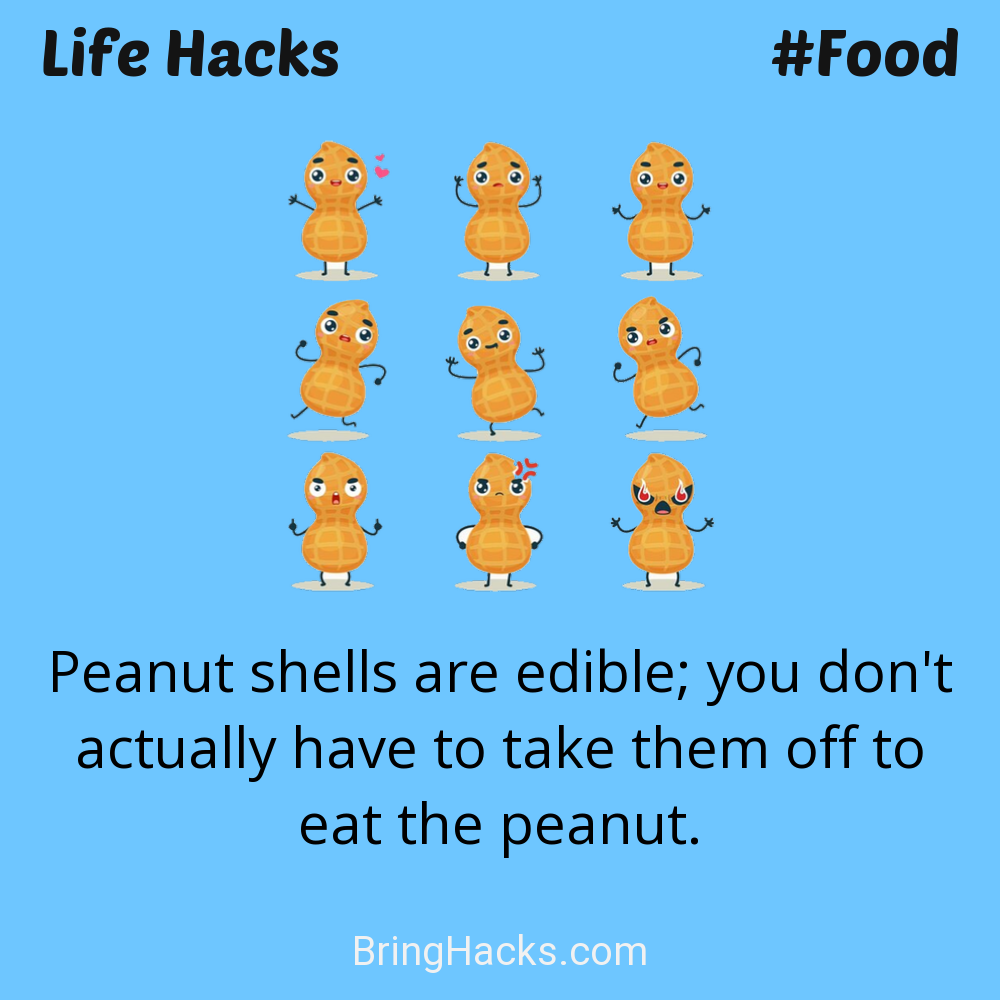 Life Hacks
#Food
Peanut shells are edible; you don't
actually have to take them off to
eat the peanut.
BringHacks.com